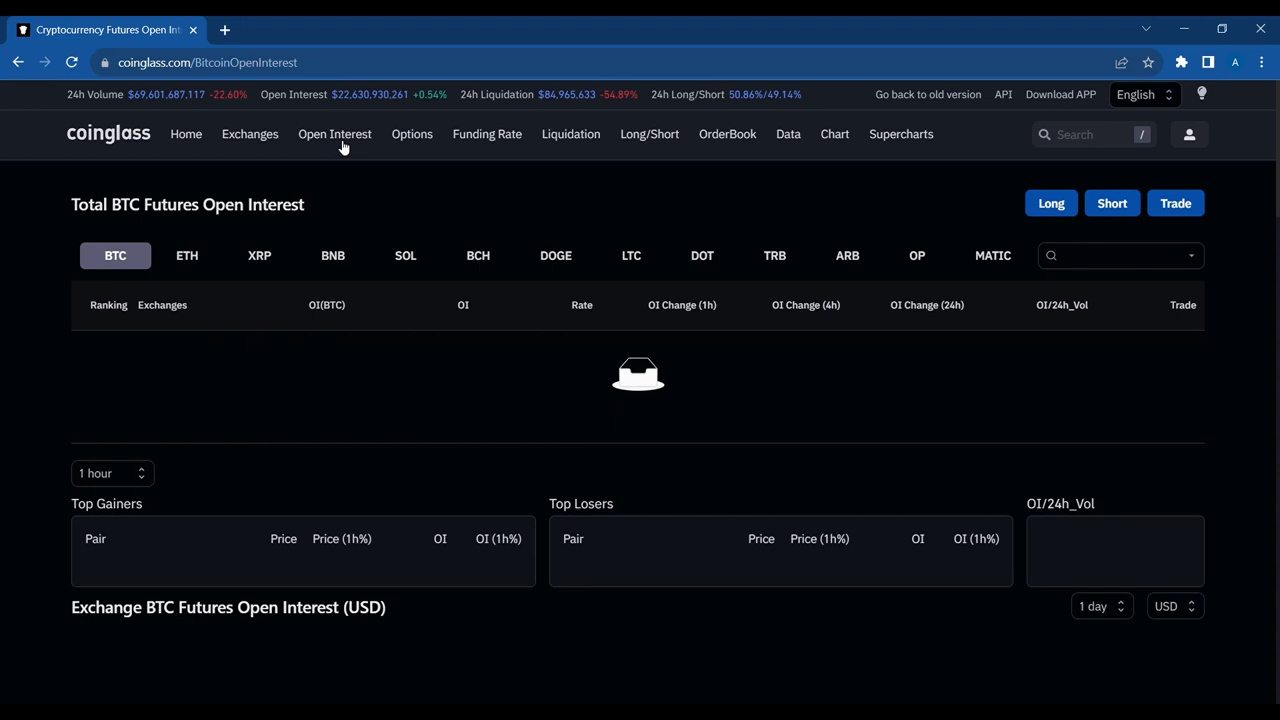 Cryptocurrency Futures Open Int
coinglass.com/BitcoinOpenInterest
A
24h Volume $69,601,687,117 -22.60% Open Interest $22,630,930,261 +0.54% 24h Liquidation $84,965,633 -54.89% 24h Long/Short 50.86%/49.14% Go back to old version API Download APP English
coinglass Home Exchanges Open Interest Options Funding Rate Liquidation Long/Short OrderBook Data Chart Supercharts Search /
Total BTC Futures Open Interest Long Short Trade
BTC ETH XRP BNB SOL BCH DOGE LTC DOT TRB ARB OP MATIC
Ranking Exchanges OI(BTC) OI Rate OI Change (1h) OI Change (4h) OI Change (24h) OI/24h_Vol Trade
1 hour
Top Gainers Top Losers OI/24h_Vol
Pair Price Price (1h%) OI OI (1h%) Pair Price Price (1h%) OI OI (1h%)
Exchange BTC Futures Open Interest (USD) 1 day USD